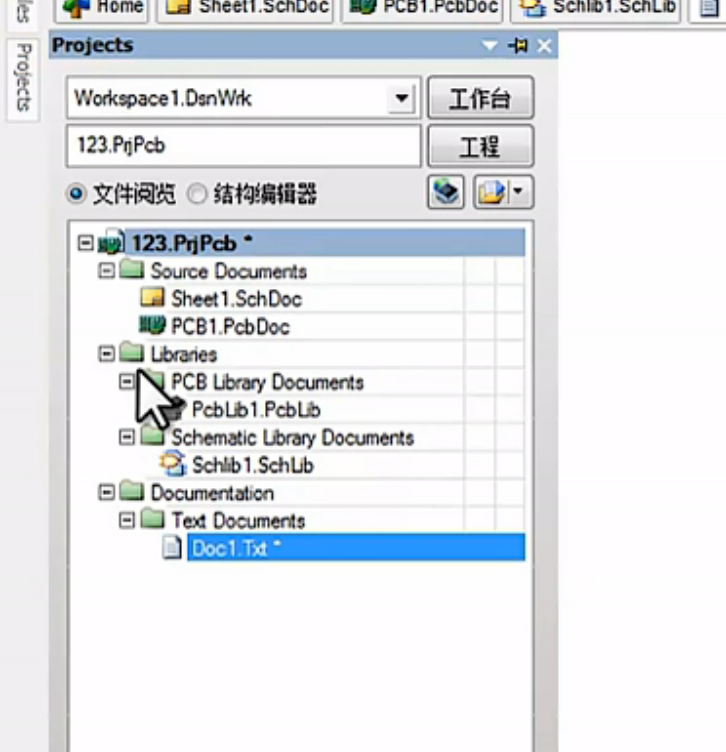 Home Sheet1.SchDoc PCB1.PcbDoc Schlib1.SchLib
Projects
Projects
Workspace1.DsnWrk 工作台
123.PrjPcb 工程
文件阅览 结构编辑器
123.PrjPcb *
Source Documents
Sheet1.SchDoc
PCB1.PcbDoc
Libraries
PCB Library Documents
PcbLib1.PcbLib
Schematic Library Documents
Schlib1.SchLib
Documentation
Text Documents
Doc1.Txt *